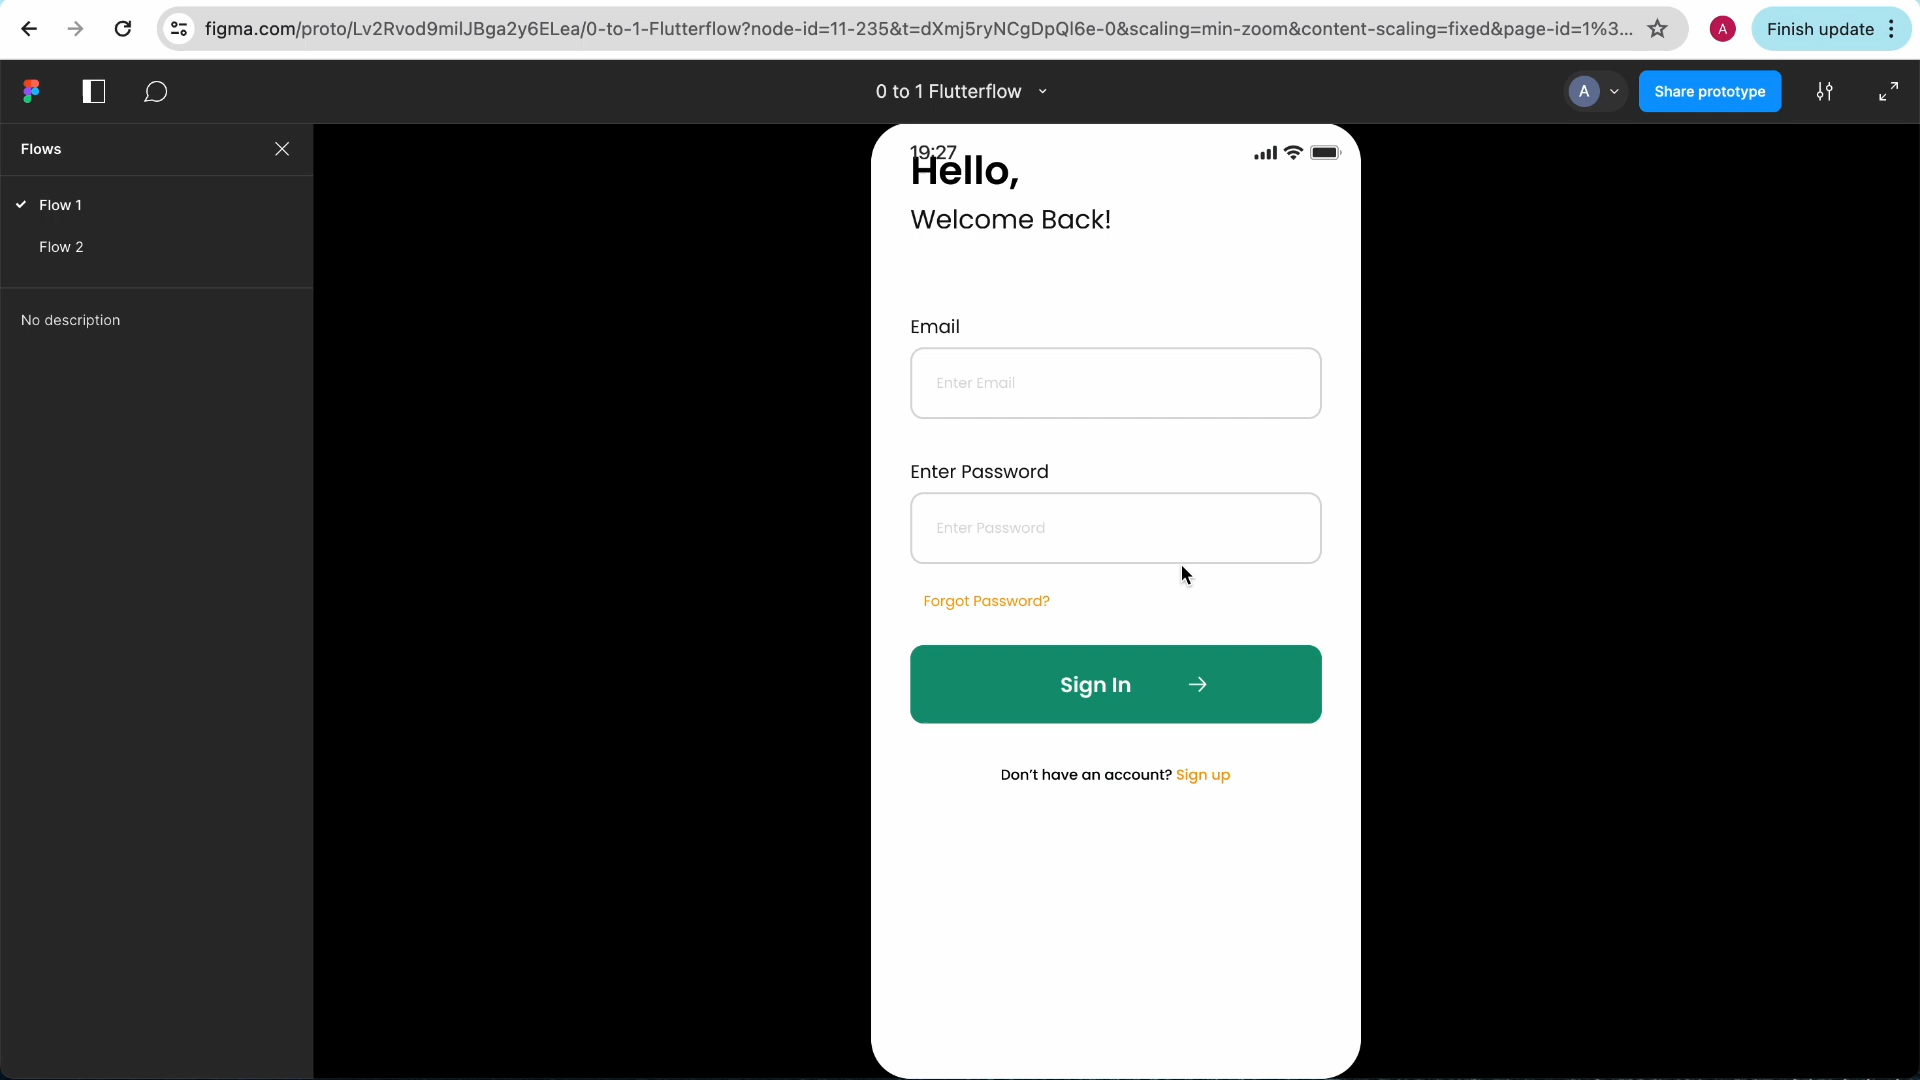 figma.com/proto/Lv2Rvod9milJBga2y6ELea/0-to-1-Flutterflow?node-id=11-235&t=dXmj5ryNCgDpQl6e-0&scaling=min-zoom&content-scaling=fixed&page-id=1%3...
A
Finish update
0 to 1 Flutterflow
A
Share prototype
Flows
Flow 1
Flow 2
No description
19:27
Hello,
Welcome Back!
Email
Enter Email
Enter Password
Enter Password
Forgot Password?
Sign In
Don't have an account? Sign up